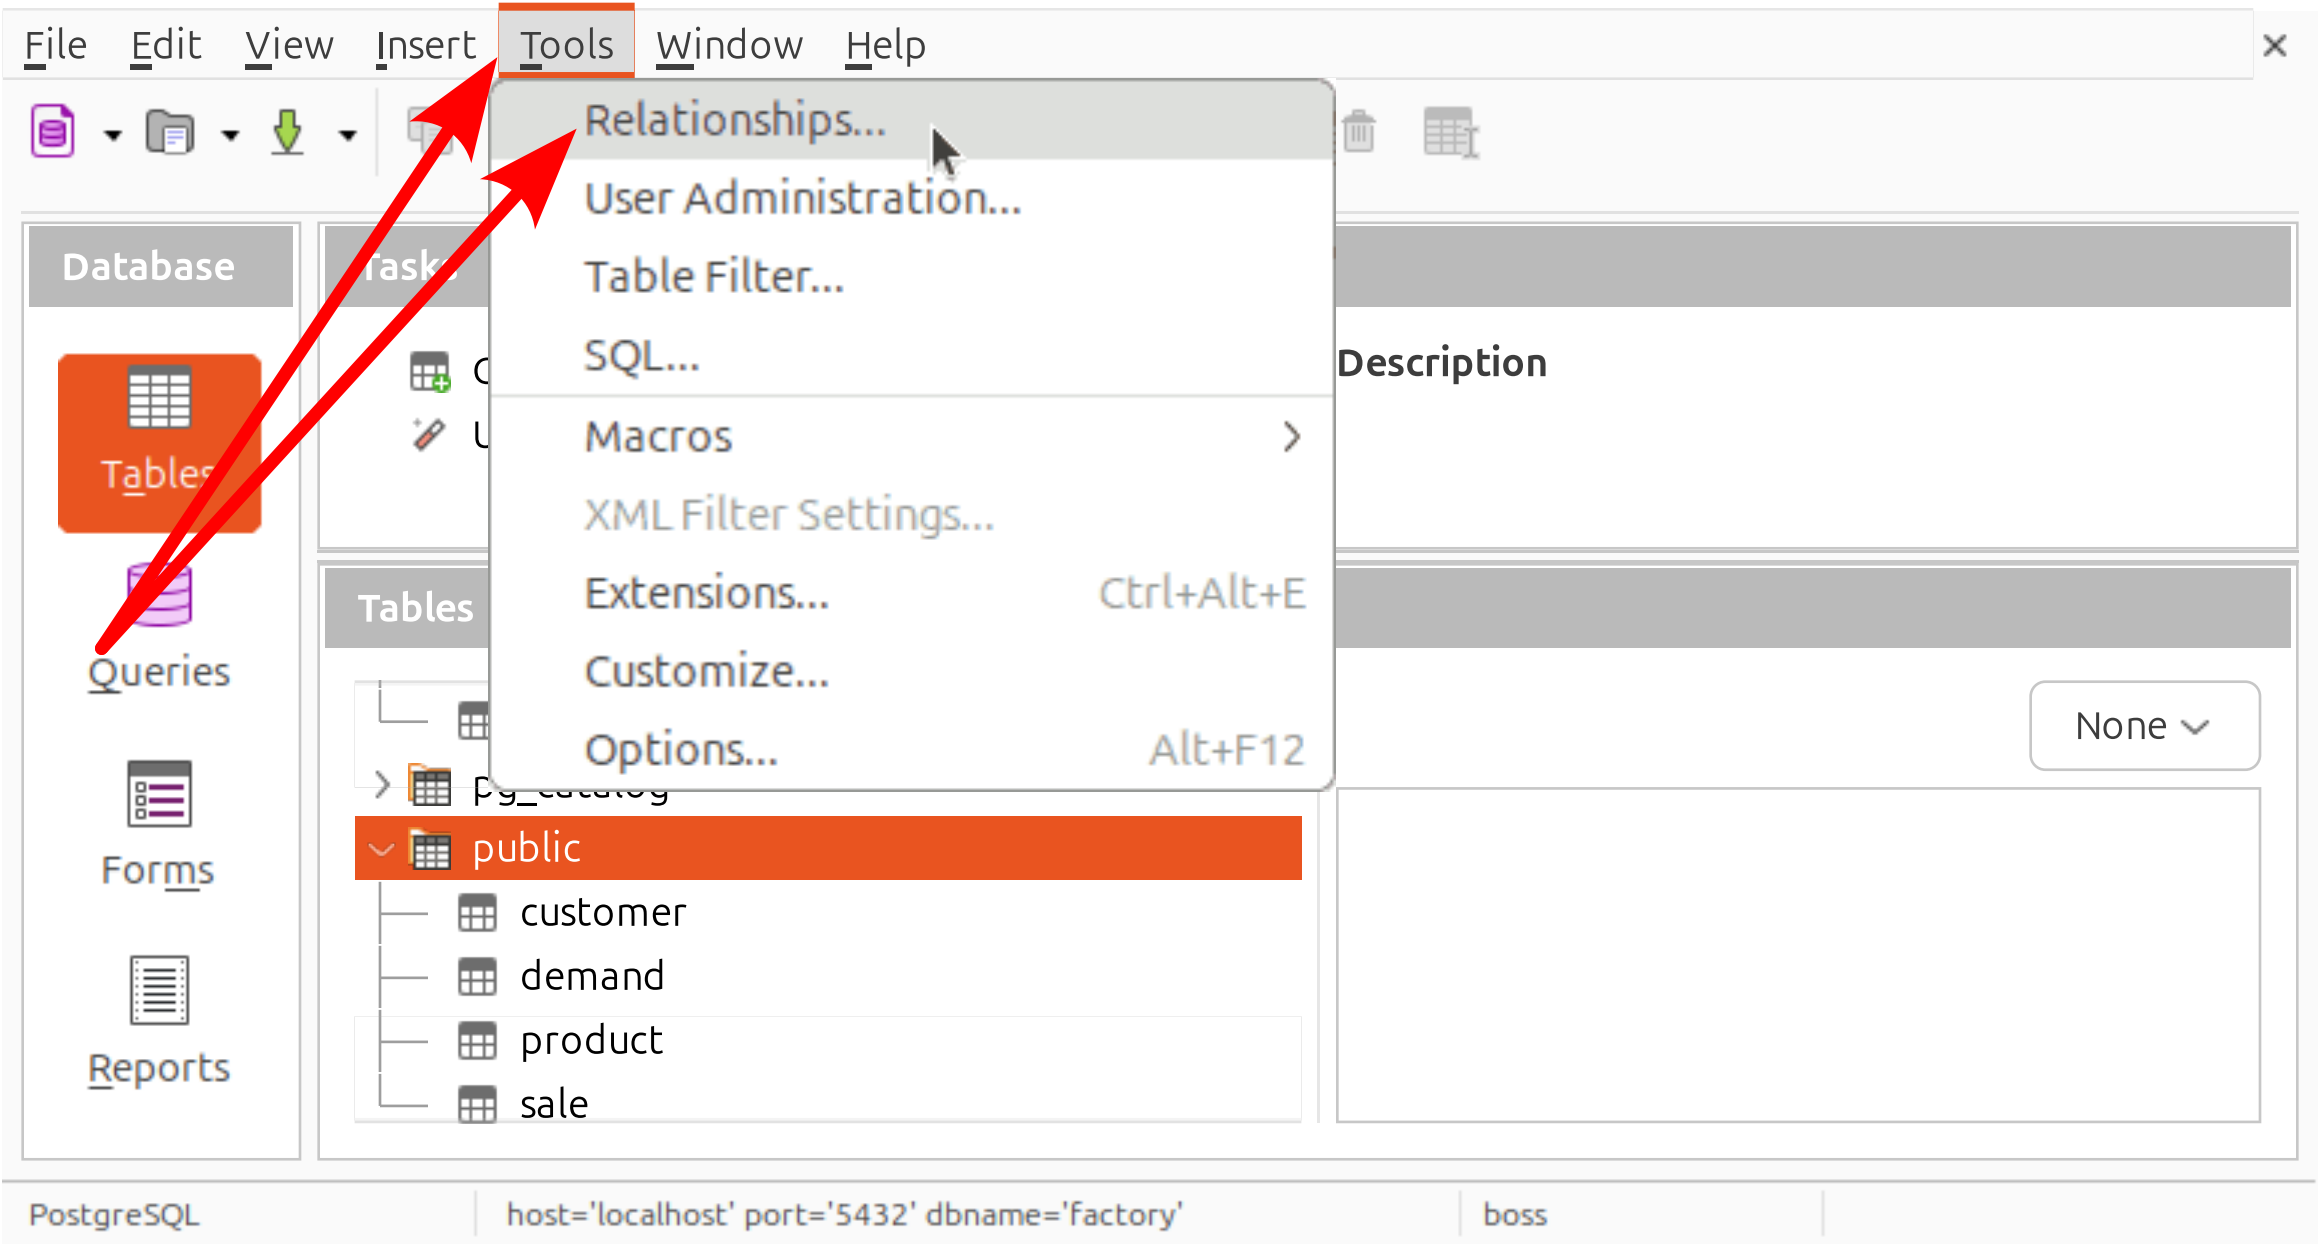 File Edit View Insert Tools Window Help
Relationships...
User Administration...
Table Filter...
SQL...
Macros
XML Filter Settings...
Extensions... Ctrl+Alt+E
Customize...
Options... Alt+F12
Database
Tables
Queries
Forms
Reports
Tasks
Description
Tables
None
pg_catalog
public
customer
demand
product
sale
PostgreSQL host='localhost' port='5432' dbname='factory' boss